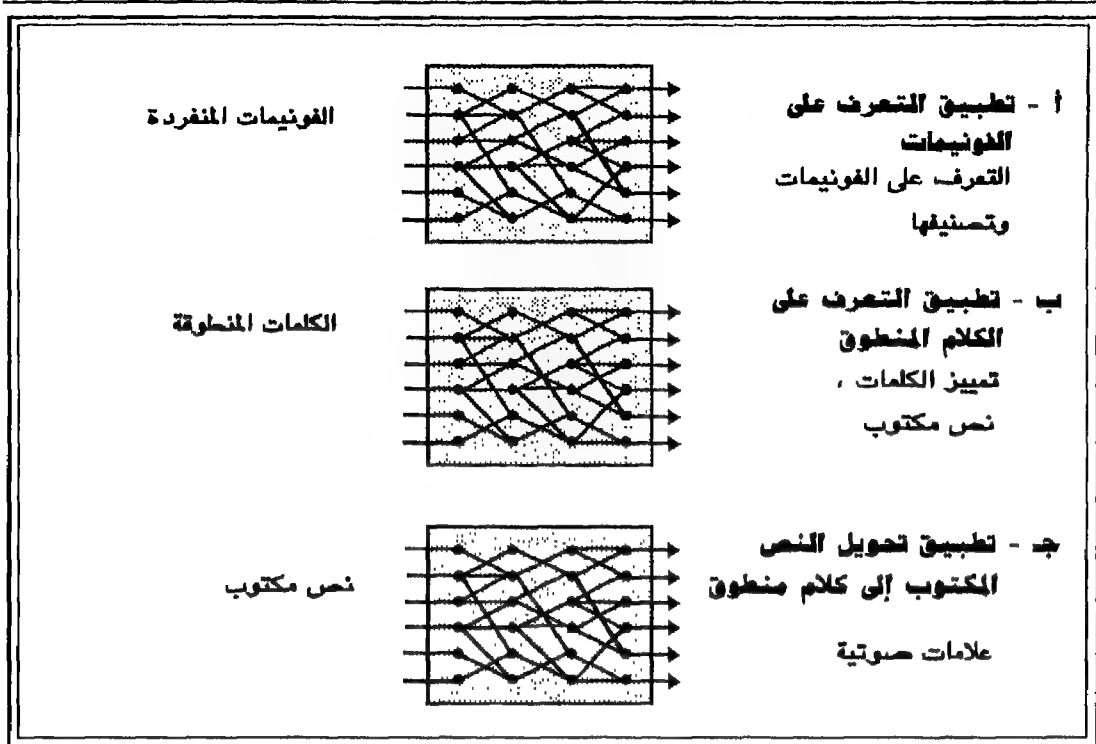 أ - تطبيق التعرف على
الفونيمات
التعرف على الفونيمات
وتصنيفها
الفونيمات المنفردة
ب - تطبيق التعرف على
الكلام المنطوق
تمييز الكلمات ،
نص مكتوب
الكلمات المنطوقة
جـ - تطبيق تحويل النص
المكتوب إلى كلام منطوق
علامات صوتية
نص مكتوب